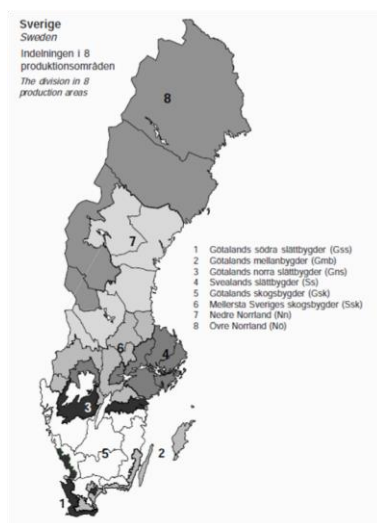 Sverige
Sweden
Indelningen i 8
produktionsområden
The division in 8
production areas
8
7
1 Götalands södra slättbygder (Gss)
2 Götalands mellanbygder (Gmb)
3 Götalands norra slättbygder (Gns)
4 Svealands slättbygder (Ss)
5 Götalands skogsbygder (Gsk)
6 Mellersta Sveriges skogsbygder (Ssk)
7 Nedre Norrland (Nn)
8 Övre Norrland (Nö)
6
4
3
5
2
1